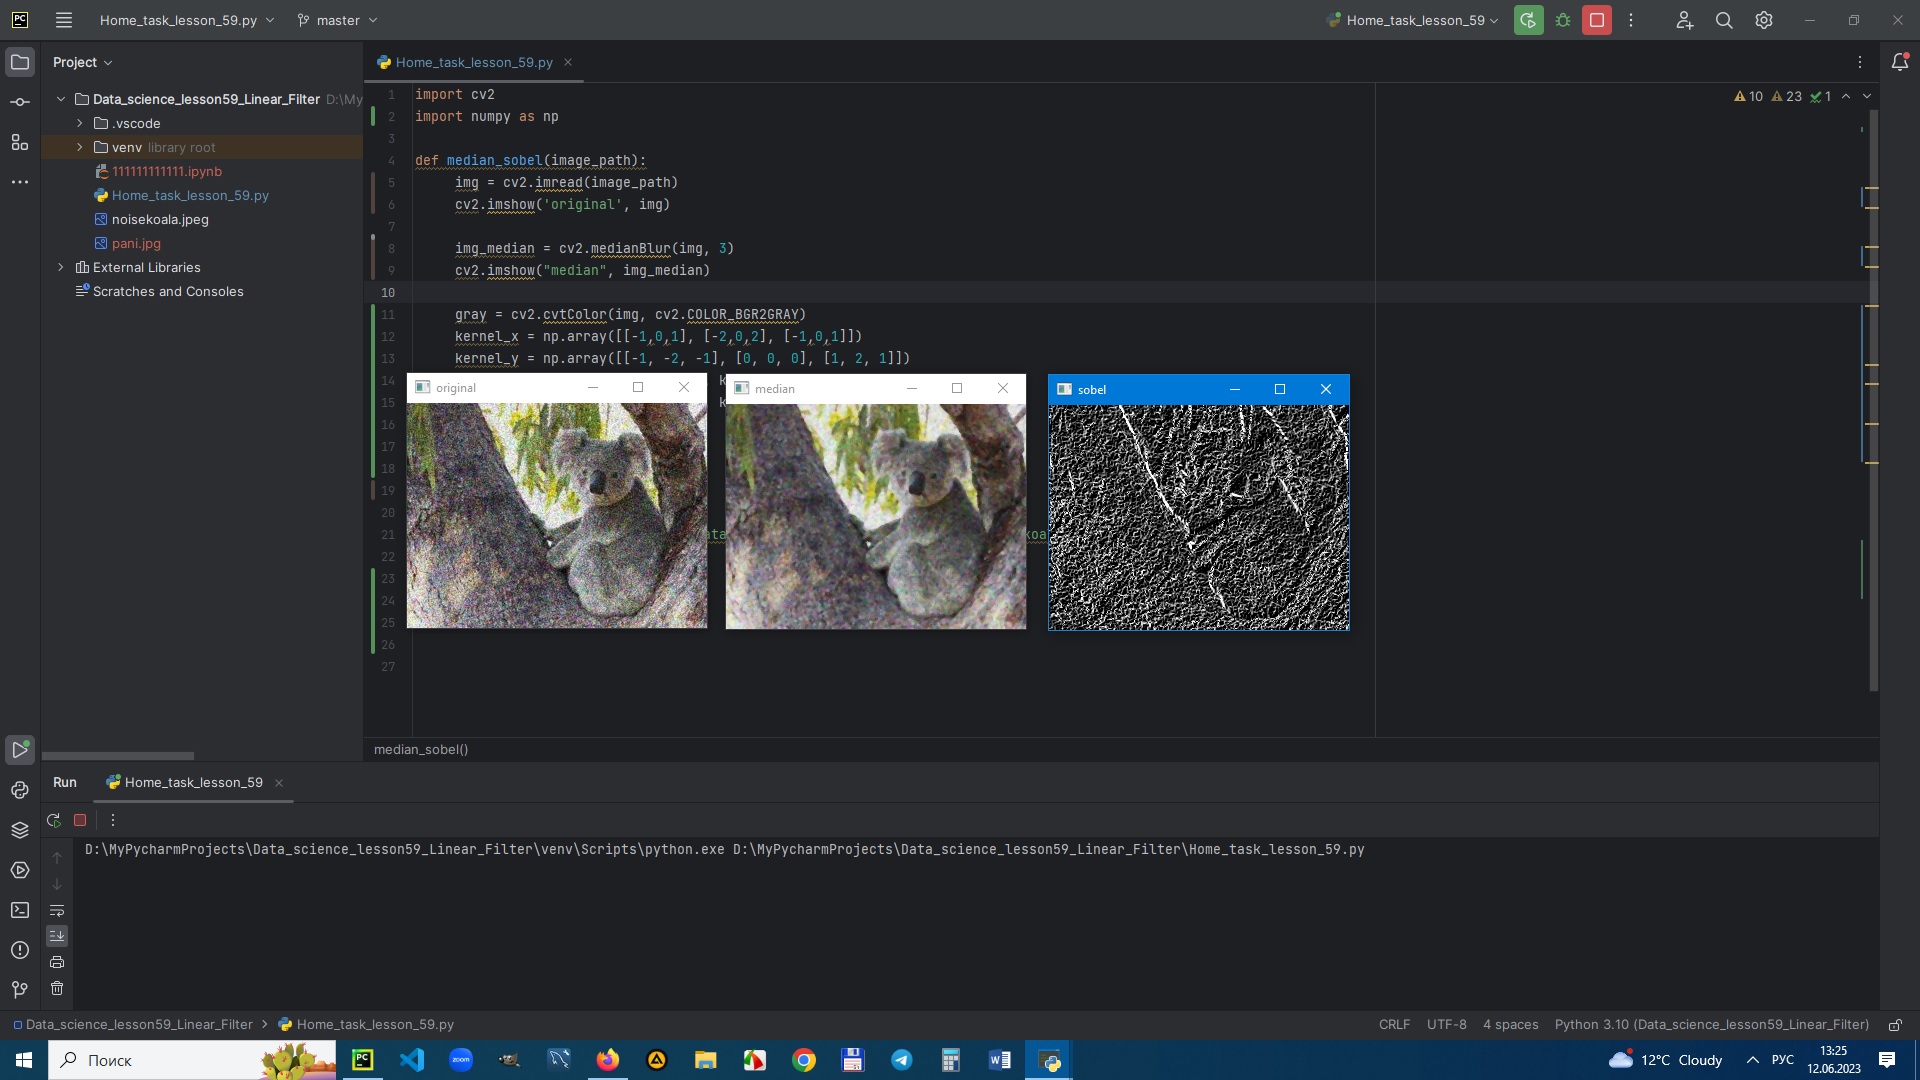 PC
Home_task_lesson_59.py
master
Home_task_lesson_59
Project
Home_task_lesson_59.py
Data_science_lesson59_Linear_Filter D:\My
.vscode
venv library root
111111111111.ipynb
Home_task_lesson_59.py
noisekoala.jpeg
pani.jpg
External Libraries
Scratches and Consoles
10 23 1
1 import cv2
2 import numpy as np
3
4 def median_sobel(image_path):
5 img = cv2.imread(image_path)
6 cv2.imshow('original', img)
7
8 img_median = cv2.medianBlur(img, 3)
9 cv2.imshow("median", img_median)
10
11 gray = cv2.cvtColor(img, cv2.COLOR_BGR2GRAY)
12 kernel_x = np.array([[-1,0,1], [-2,0,2], [-1,0,1]])
13 kernel_y = np.array([[-1, -2, -1], [0, 0, 0], [1, 2, 1]])
14
15
16
17
18
19
20
21
22
23
24
25
26
27
original
median
sobel
median_sobel()
Run
Home_task_lesson_59
D:\MyPycharmProjects\Data_science_lesson59_Linear_Filter\venv\Scripts\python.exe D:\MyPycharmProjects\Data_science_lesson59_Linear_Filter\Home_task_lesson_59.py
Data_science_lesson59_Linear_Filter > Home_task_lesson_59.py
CRLF UTF-8 4 spaces Python 3.10 (Data_science_lesson59_Linear_Filter)
Поиск
PC
zoom
12°C Cloudy
РУС
13:25
12.06.2023